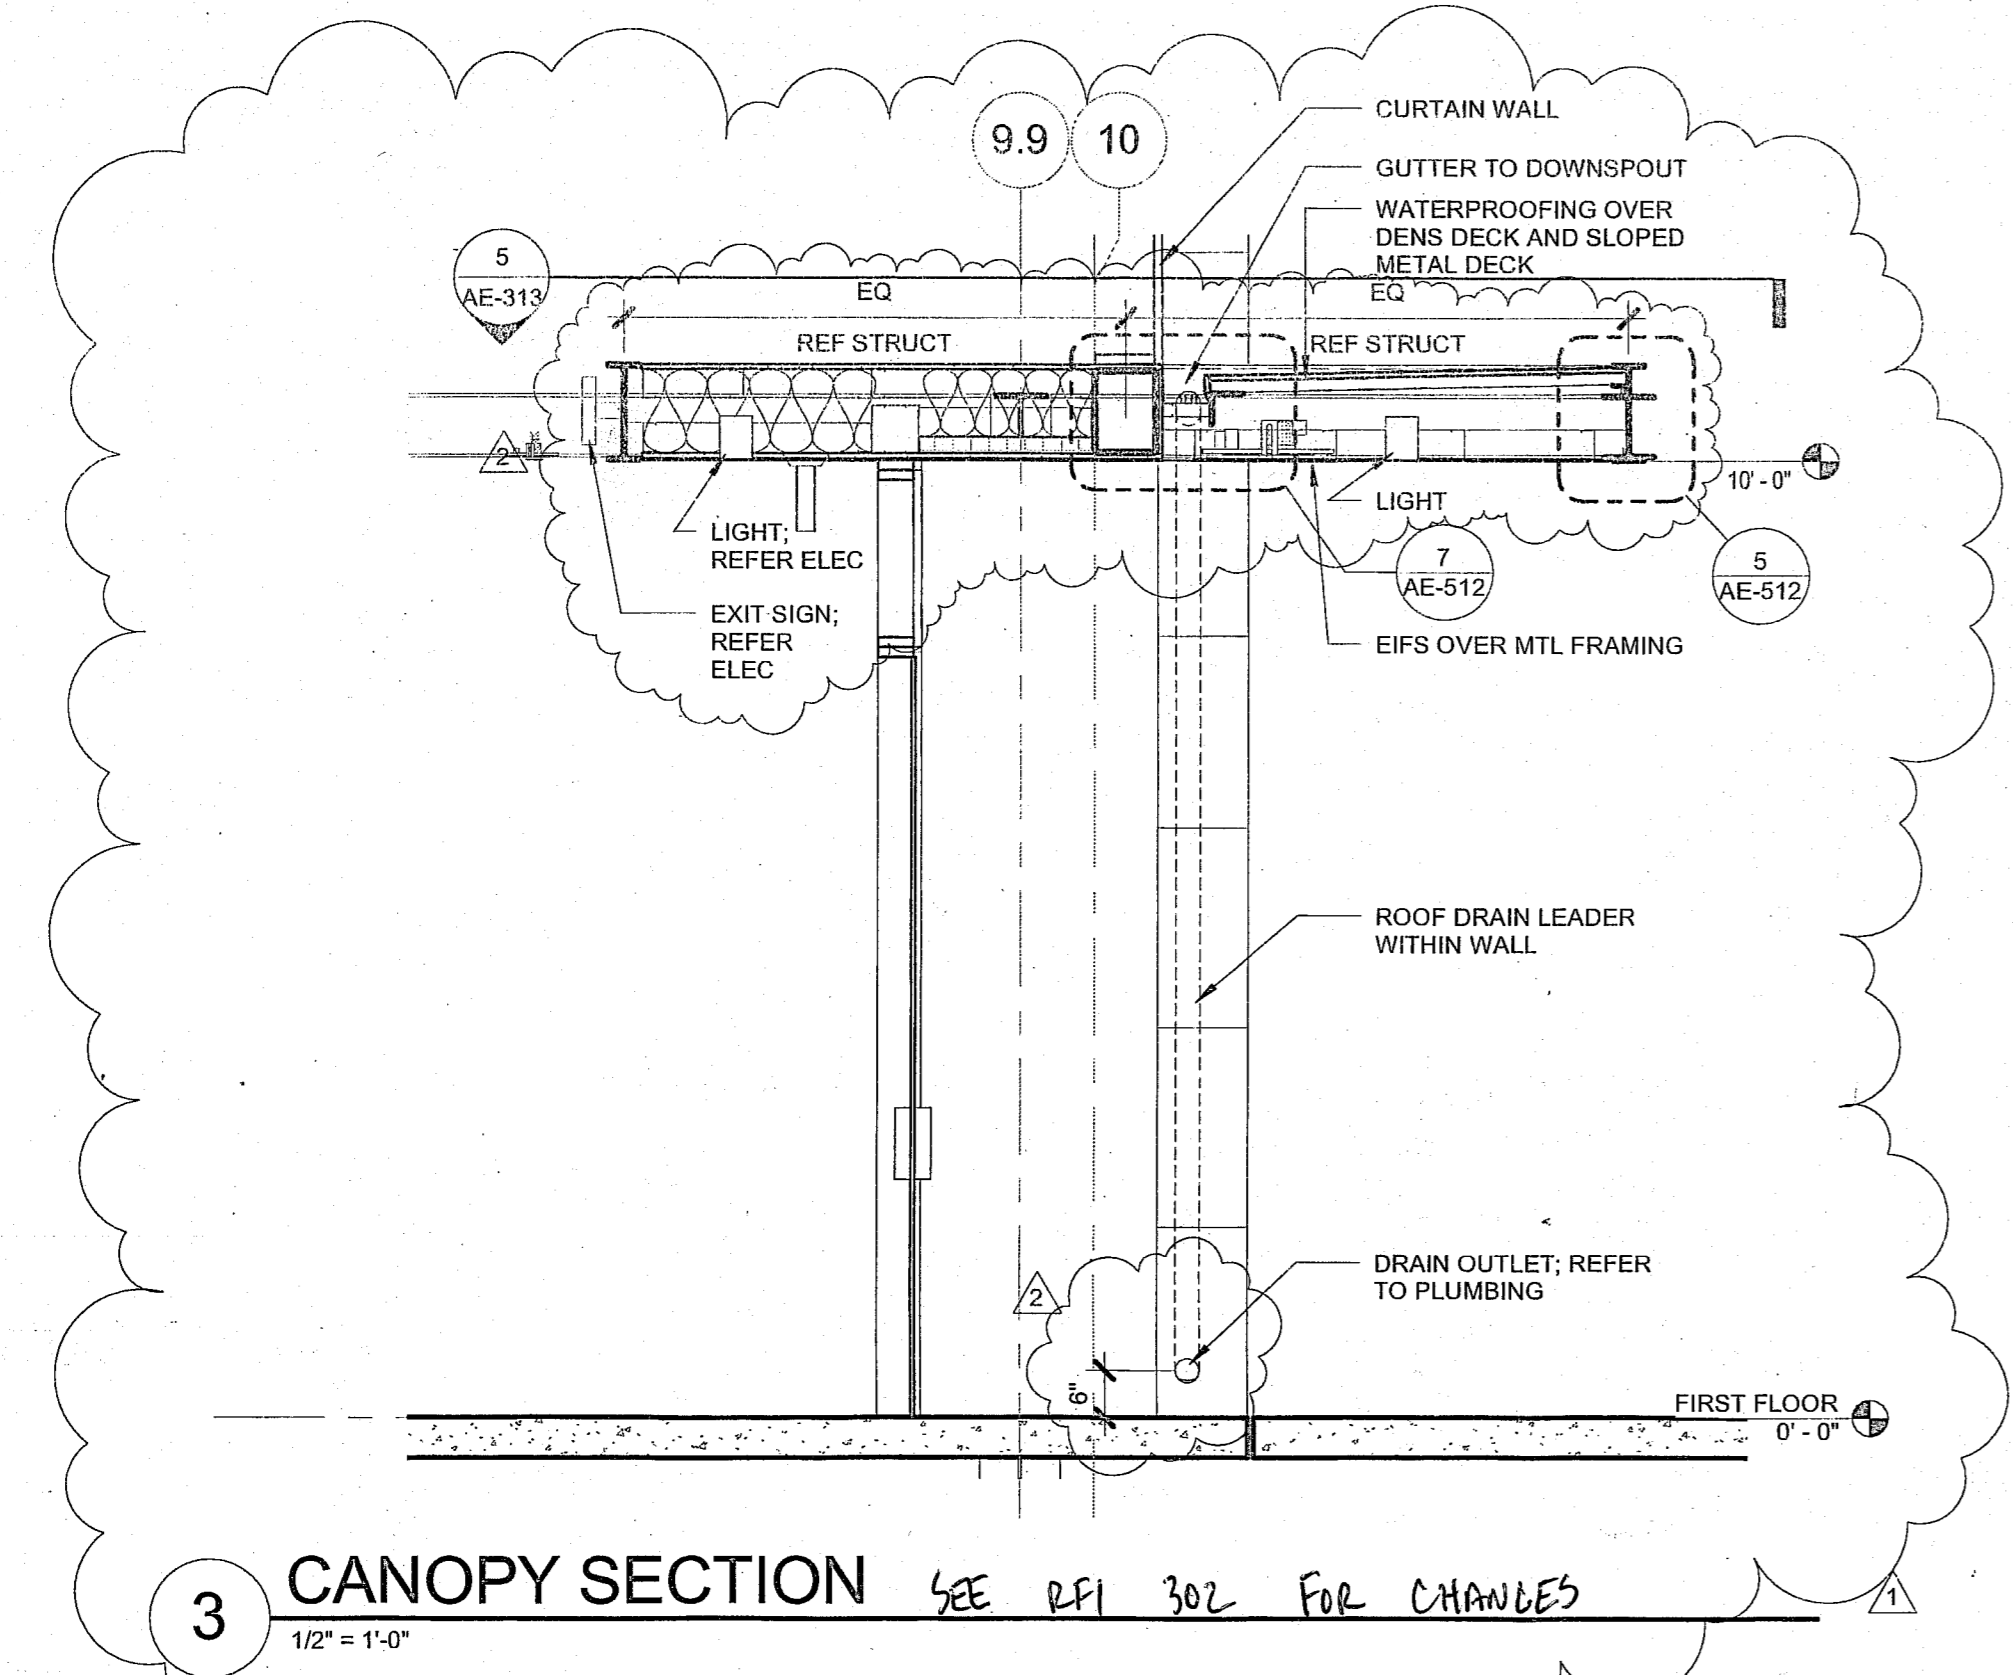 9.9
10
CURTAIN WALL
GUTTER TO DOWNSPOUT
WATERPROOFING OVER
DENS DECK AND SLOPED
METAL DECK
5
AE-313
EQ
EQ
REF STRUCT
REF STRUCT
2
10' - 0"
LIGHT;
REFER ELEC
LIGHT
7
AE-512
5
AE-512
EXIT SIGN;
REFER
ELEC
EIFS OVER MTL FRAMING
ROOF DRAIN LEADER
WITHIN WALL
DRAIN OUTLET; REFER
TO PLUMBING
2
6"
FIRST FLOOR
0' - 0"
3
CANOPY SECTION
SEE RFI 302 FOR CHANGES
1
1/2" = 1'-0"